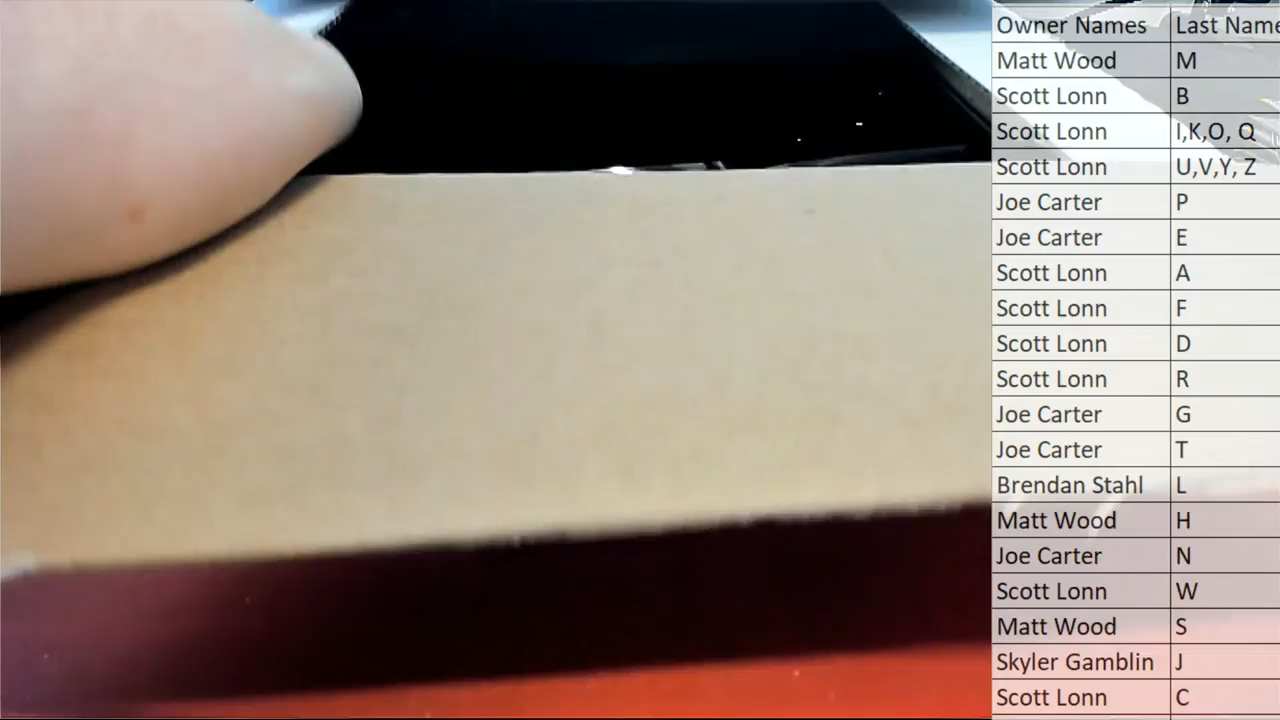 Owner Names Last Name
Matt Wood M
Scott Lonn B
Scott Lonn I,K,O, Q
Scott Lonn U,V,Y, Z
Joe Carter P
Joe Carter E
Scott Lonn A
Scott Lonn F
Scott Lonn D
Scott Lonn R
Joe Carter G
Joe Carter T
Brendan Stahl L
Matt Wood H
Joe Carter N
Scott Lonn W
Matt Wood S
Skyler Gamblin J
Scott Lonn C